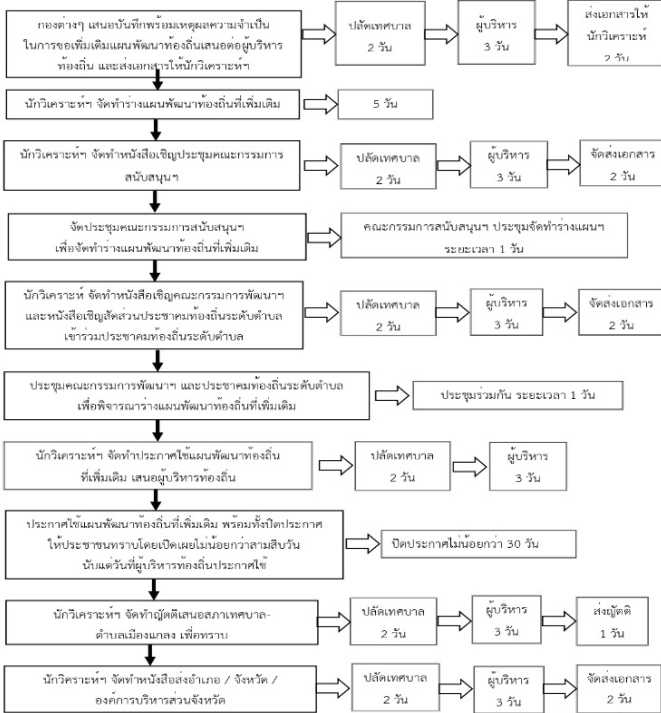 กองต่างๆ เสนอบันทึกพร้อมเหตุผลความจำเป็น
ในการขอเพิ่มเติมแผนพัฒนาท้องถิ่นเสนอต่อผู้บริหาร
ท้องถิ่น และส่งเอกสารให้นักวิเคราะห์ฯ
ปลัดเทศบาล
2 วัน
ผู้บริหาร
3 วัน
ส่งเอกสารให้
นักวิเคราะห์
2 วัน
นักวิเคราะห์ฯ จัดทำร่างแผนพัฒนาท้องถิ่นที่เพิ่มเติม
5 วัน
นักวิเคราะห์ฯ จัดทำหนังสือเชิญประชุมคณะกรรมการ
สนับสนุนฯ
ปลัดเทศบาล
2 วัน
ผู้บริหาร
3 วัน
จัดส่งเอกสาร
2 วัน
จัดประชุมคณะกรรมการสนับสนุนฯ
เพื่อจัดทำร่างแผนพัฒนาท้องถิ่นที่เพิ่มเติม
คณะกรรมการสนับสนุนฯ ประชุมจัดทำร่างแผนฯ
ระยะเวลา 1 วัน
นักวิเคราะห์ จัดทำหนังสือเชิญคณะกรรมการพัฒนาฯ
และหนังสือเชิญสัดส่วนประชาคมท้องถิ่นระดับตำบล
เข้าร่วมประชาคมท้องถิ่นระดับตำบล
ปลัดเทศบาล
2 วัน
ผู้บริหาร
3 วัน
จัดส่งเอกสาร
2 วัน
ประชุมคณะกรรมการพัฒนาฯ และประชาคมท้องถิ่นระดับตำบล
เพื่อพิจารณาร่างแผนพัฒนาท้องถิ่นที่เพิ่มเติม
ประชุมร่วมกัน ระยะเวลา 1 วัน
นักวิเคราะห์ฯ จัดทำประกาศใช้แผนพัฒนาท้องถิ่น
ที่เพิ่มเติม เสนอผู้บริหารท้องถิ่น
ปลัดเทศบาล
2 วัน
ผู้บริหาร
3 วัน
ประกาศใช้แผนพัฒนาท้องถิ่นที่เพิ่มเติม พร้อมทั้งปิดประกาศ
ให้ประชาชนทราบโดยเปิดเผยไม่น้อยกว่าสามสิบวัน
นับแต่วันที่ผู้บริหารท้องถิ่นประกาศใช้
ปิดประกาศไม่น้อยกว่า 30 วัน
นักวิเคราะห์ฯ จัดทำญัตติเสนอสภาเทศบาล-
ตำบลเมืองแกลง เพื่อทราบ
ปลัดเทศบาล
2 วัน
ผู้บริหาร
3 วัน
ส่งญัตติ
1 วัน
นักวิเคราะห์ฯ จัดทำหนังสือส่งอำเภอ / จังหวัด /
องค์การบริหารส่วนจังหวัด
ปลัดเทศบาล
2 วัน
ผู้บริหาร
3 วัน
จัดส่งเอกสาร
2 วัน